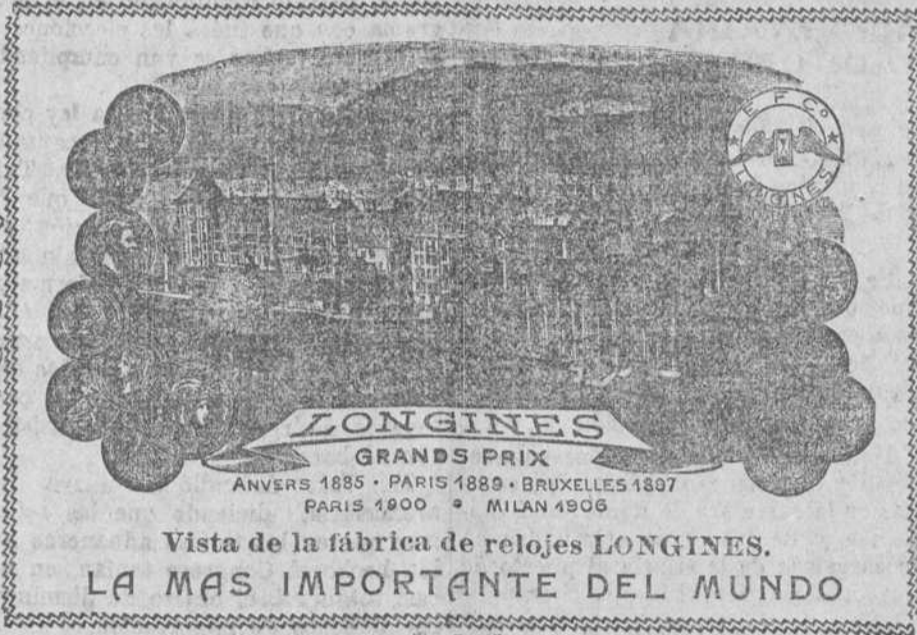 E. F. Co.
LONGINES
LONGINES
GRANDS PRIX
ANVERS 1885 · PARIS 1889 · BRUXELLES 1897
PARIS 1900 • MILAN 1906
Vista de la fábrica de relojes LONGINES.
LA MAS IMPORTANTE DEL MUNDO